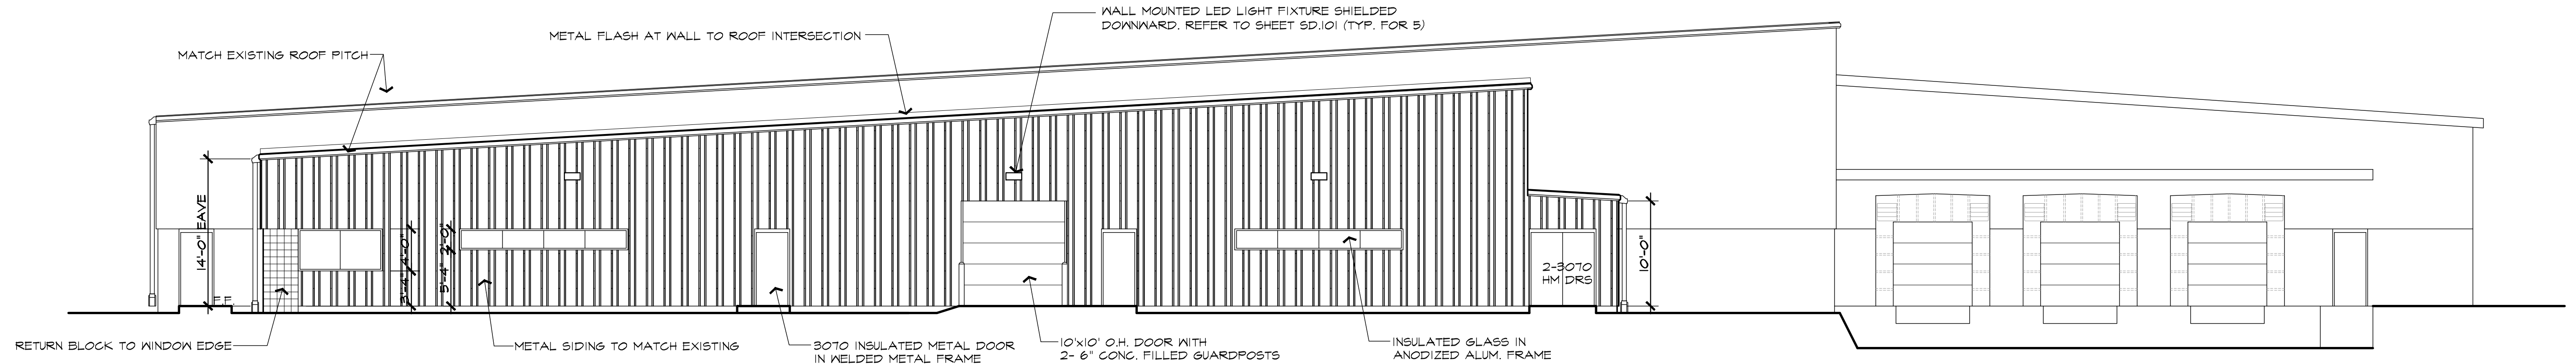 WALL MOUNTED LED LIGHT FIXTURE SHIELDED
DOWNWARD. REFER TO SHEET SD.101 (TYP. FOR 5)
METAL FLASH AT WALL TO ROOF INTERSECTION
MATCH EXISTING ROOF PITCH
14'-0" EAVE
F.F.
3'-4" 4'-0"
5'-4" 2'-0"
2-3070
HM DRS
10'-0"
RETURN BLOCK TO WINDOW EDGE
METAL SIDING TO MATCH EXISTING
3070 INSULATED METAL DOOR
IN WELDED METAL FRAME
10'x10' O.H. DOOR WITH
2- 6" CONC. FILLED GUARDPOSTS
INSULATED GLASS IN
ANODIZED ALUM. FRAME